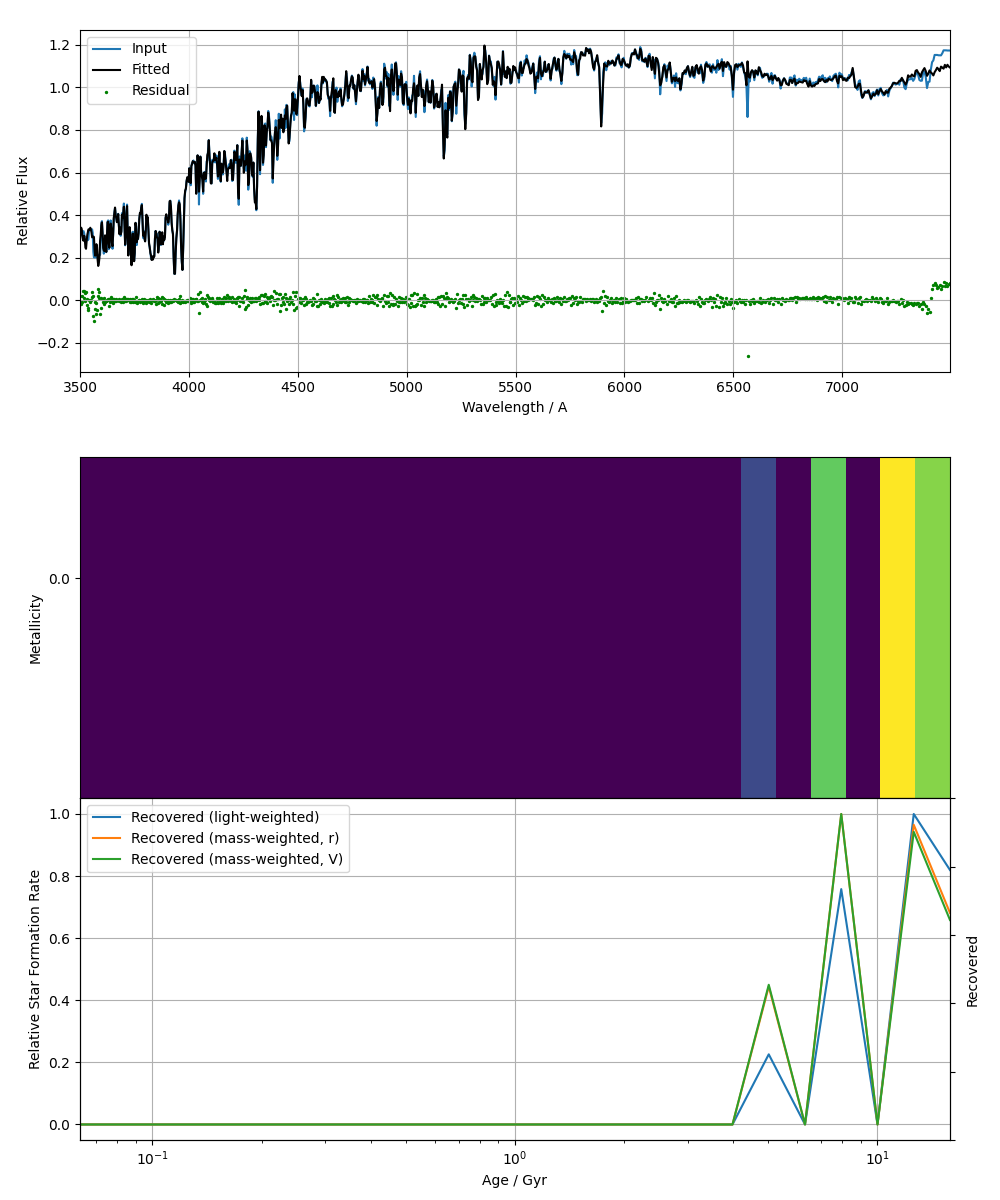 1.2
1.0
0.8
0.6
0.4
0.2
0.0
−0.2
Relative Flux
Input
Fitted
Residual
3500 4000 4500 5000 5500 6000 6500 7000
Wavelength / A
0.0
Metallicity
1.0
0.8
0.6
0.4
0.2
0.0
Relative Star Formation Rate
Recovered (light-weighted)
Recovered (mass-weighted, r)
Recovered (mass-weighted, V)
Recovered
10⁻¹ 10⁰ 10¹
Age / Gyr